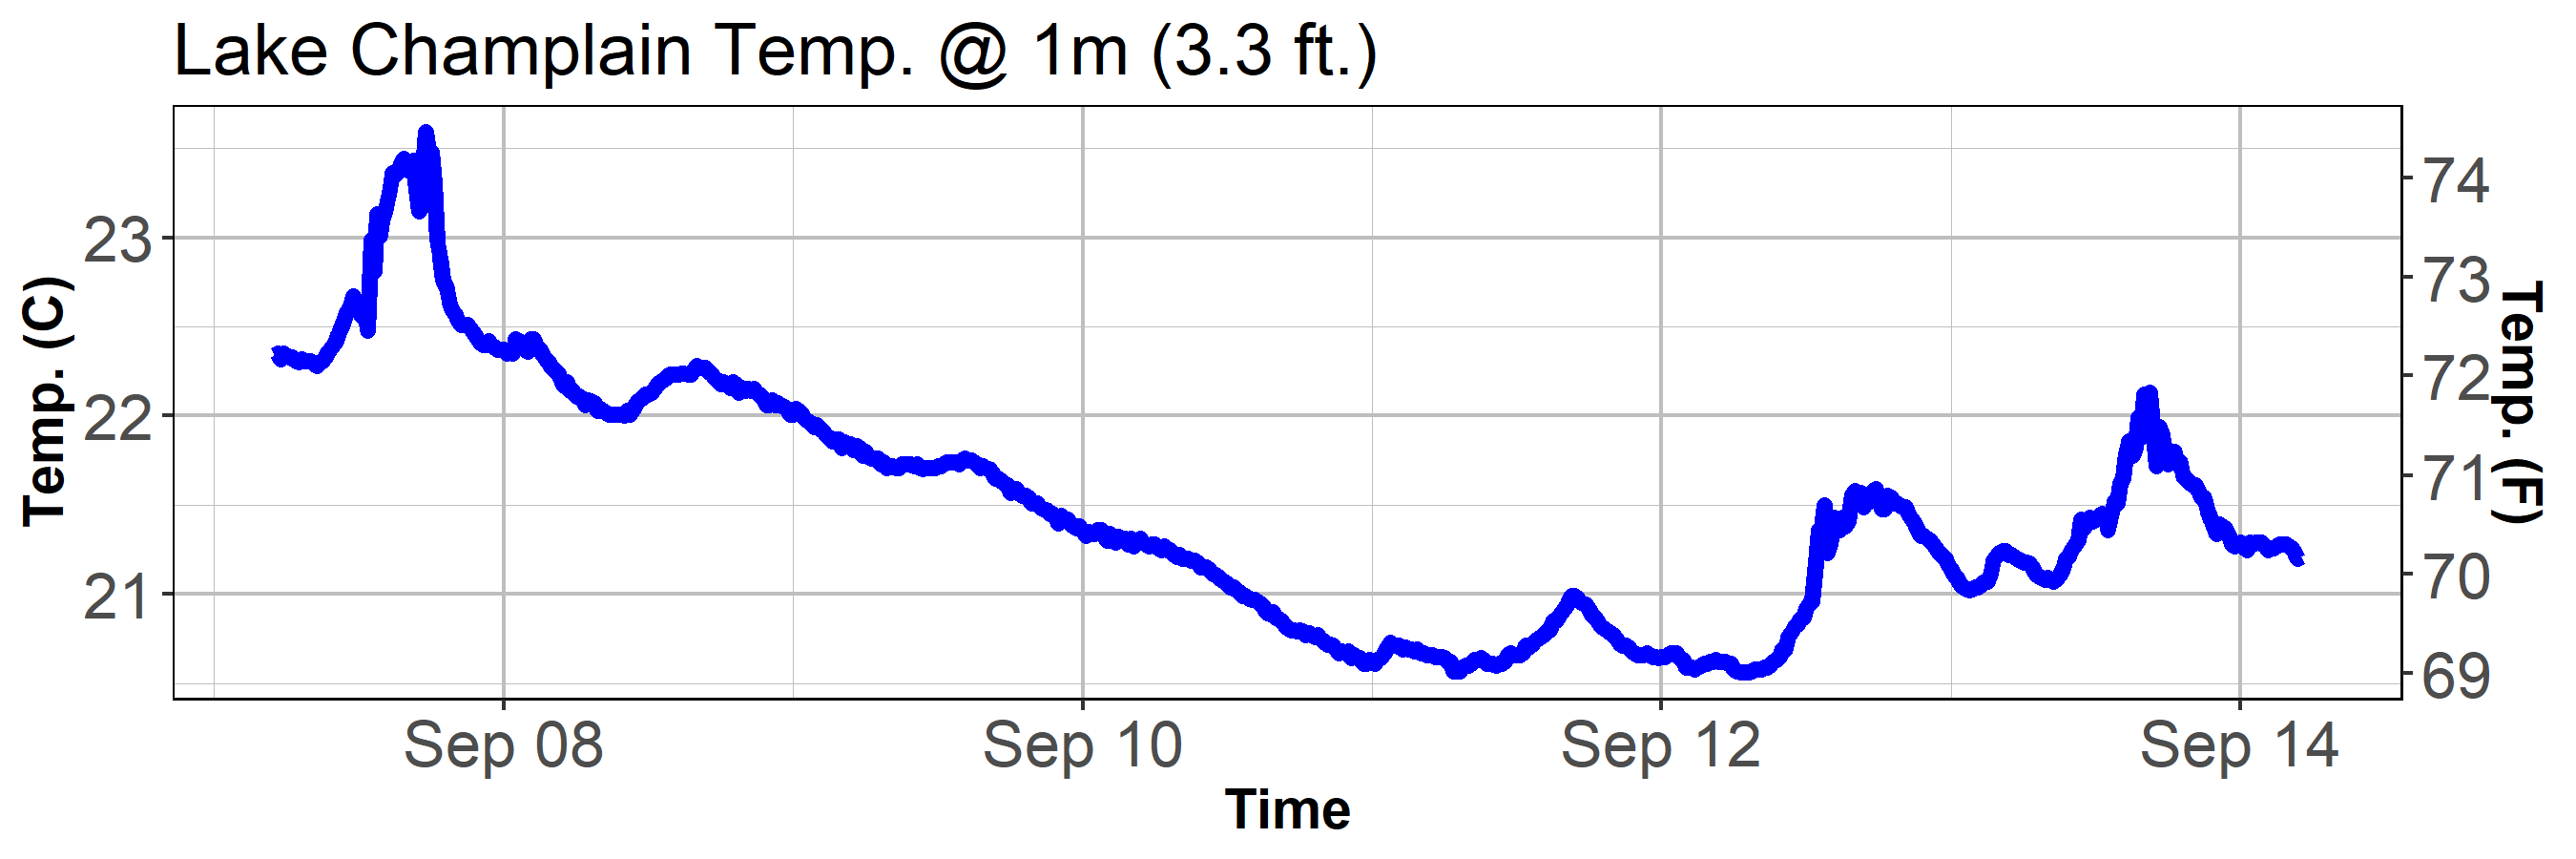 Lake Champlain Temp. @ 1m (3.3 ft.)
Temp. (C)
23
22
21
74
73
72
71
70
69
Temp. (F)
Sep 08
Sep 10
Sep 12
Sep 14
Time